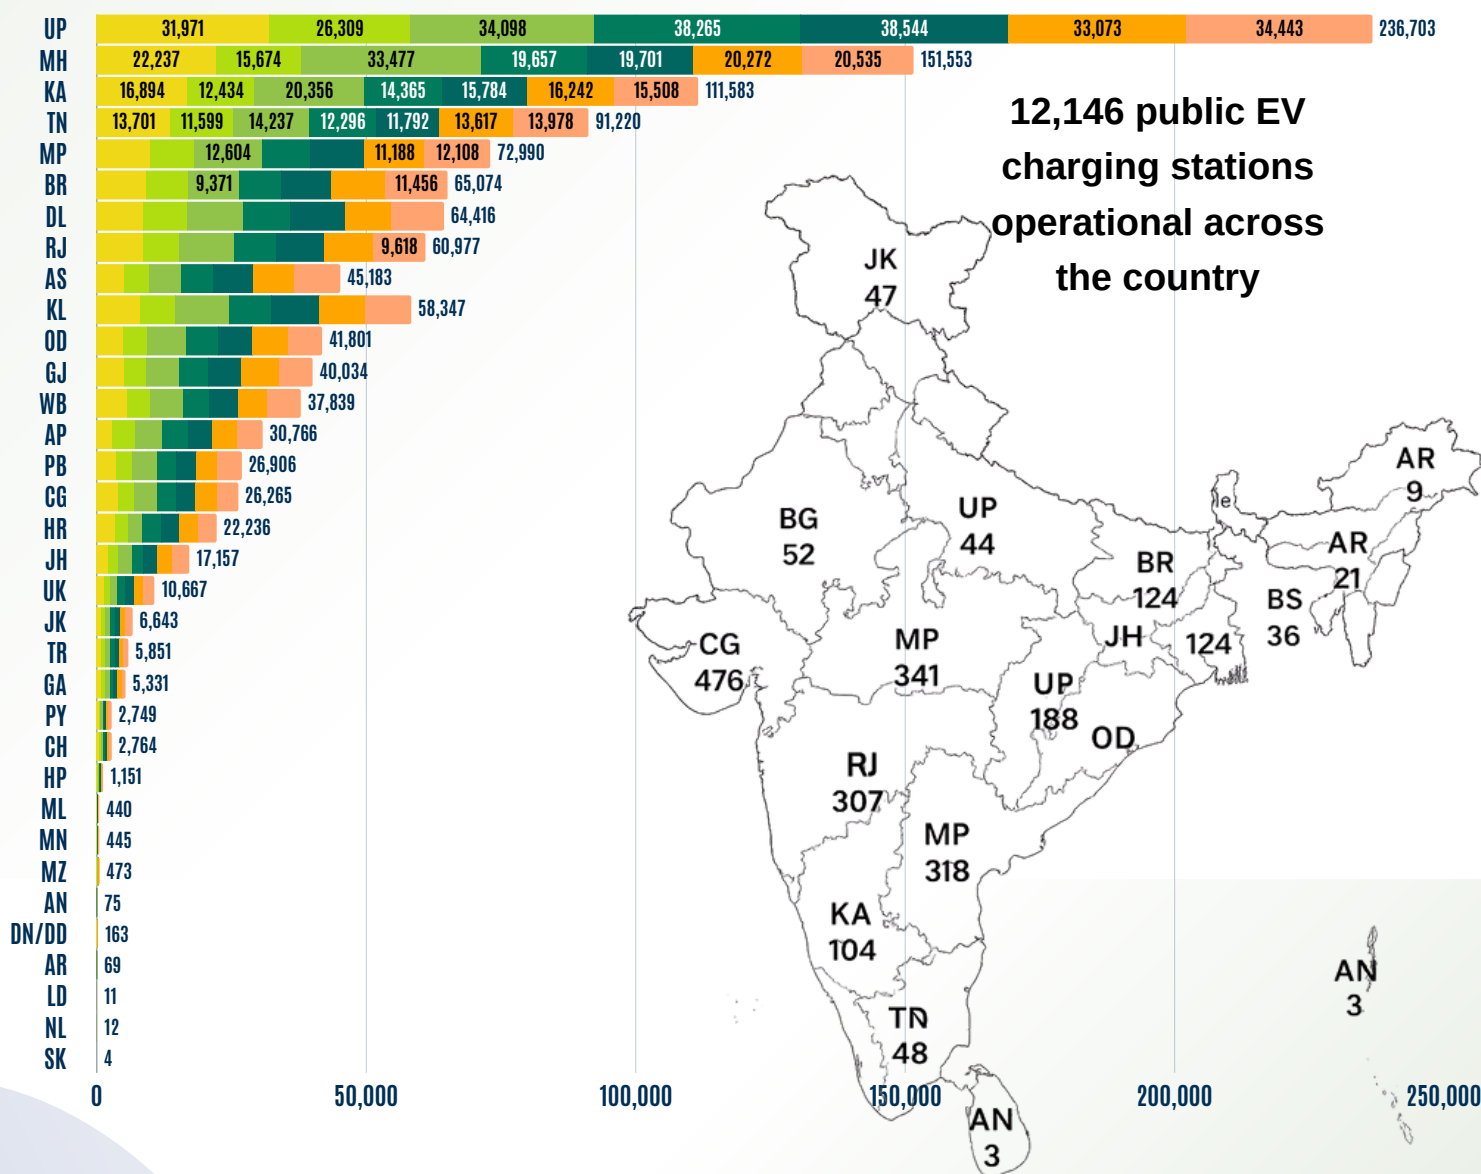 UP 31,971 26,309 34,098 38,265 38,544 33,073 34,443 236,703
MH 22,237 15,674 33,477 19,657 19,701 20,272 20,535 151,553
KA 16,894 12,434 20,356 14,365 15,784 16,242 15,508 111,583
TN 13,701 11,599 14,237 12,296 11,792 13,617 13,978 91,220
MP 12,604 11,188 12,108 72,990
BR 9,371 11,456 65,074
DL 64,416
RJ 9,618 60,977
AS 45,183
KL 58,347
OD 41,801
GJ 40,034
WB 37,839
AP 30,766
PB 26,906
CG 26,265
HR 22,236
JH 17,157
UK 10,667
JK 6,643
TR 5,851
GA 5,331
PY 2,749
CH 2,764
HP 1,151
ML 440
MN 445
MZ 473
AN 75
DN/DD 163
AR 69
LD 11
NL 12
SK 4
0 50,000 100,000 150,000 200,000 250,000
12,146 public EV
charging stations
operational across
the country
JK
47
AR
9
le
BG
52
UP
44
AR
21
BR
124
BS
36
CG
476
MP
341
JH
124
UP
188
OD
RJ
307
MP
318
KA
104
AN
3
TN
48
AN
3